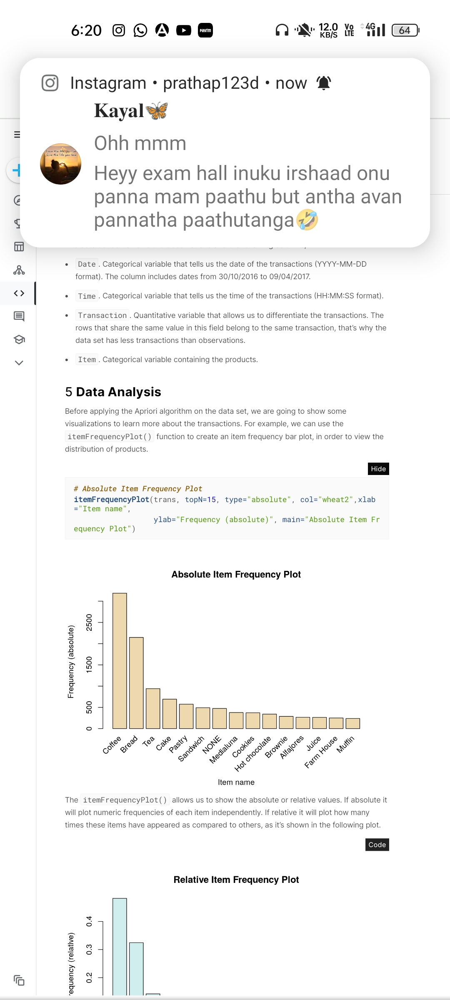 6:20
paytm
12.0
KB/S
Vo
LTE
4G
64
Instagram • prathap123d • now
Kayal🦋
Ohh mmm
Heyy exam hall inuku irshaad onu
panna mam paathu but antha avan
pannatha paathutanga🤣
• Date . Categorical variable that tells us the date of the transactions (YYYY-MM-DD
format). The column includes dates from 30/10/2016 to 09/04/2017.
• Time . Categorical variable that tells us the time of the transactions (HH:MM:SS format).
• Transaction . Quantitative variable that allows us to differentiate the transactions. The
rows that share the same value in this field belong to the same transaction, that’s why the
data set has less transactions than observations.
• Item . Categorical variable containing the products.
5 Data Analysis
Before applying the Apriori algorithm on the data set, we are going to show some
visualizations to learn more about the transactions. For example, we can use the
itemFrequencyPlot() function to create an item frequency bar plot, in order to view the
distribution of products.
Hide
# Absolute Item Frequency Plot
itemFrequencyPlot(trans, topN=15, type="absolute", col="wheat2",xlab
="Item name",
ylab="Frequency (absolute)", main="Absolute Item Fr
equency Plot")
Absolute Item Frequency Plot
Frequency (absolute)
2500
1500
500
0
Coffee
Bread
Tea
Cake
Pastry
Sandwich
NONE
Medialuna
Cookies
Hot chocolate
Brownie
Alfajores
Juice
Farm House
Muffin
Item name
The itemFrequencyPlot() allows us to show the absolute or relative values. If absolute it
will plot numeric frequencies of each item independently. If relative it will plot how many
times these items have appeared as compared to others, as it’s shown in the following plot.
Code
Relative Item Frequency Plot
requency (relative)
0.4
0.3
0.2